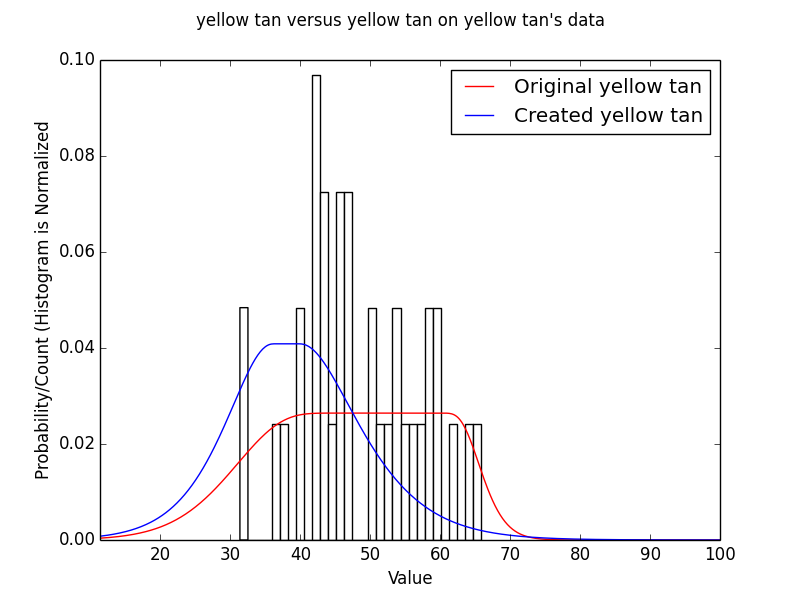 yellow tan versus yellow tan on yellow tan's data
0.10
0.08
0.06
0.04
0.02
0.00
Probability/Count (Histogram is Normalized
Original yellow tan
Created yellow tan
20 30 40 50 60 70 80 90 100
Value